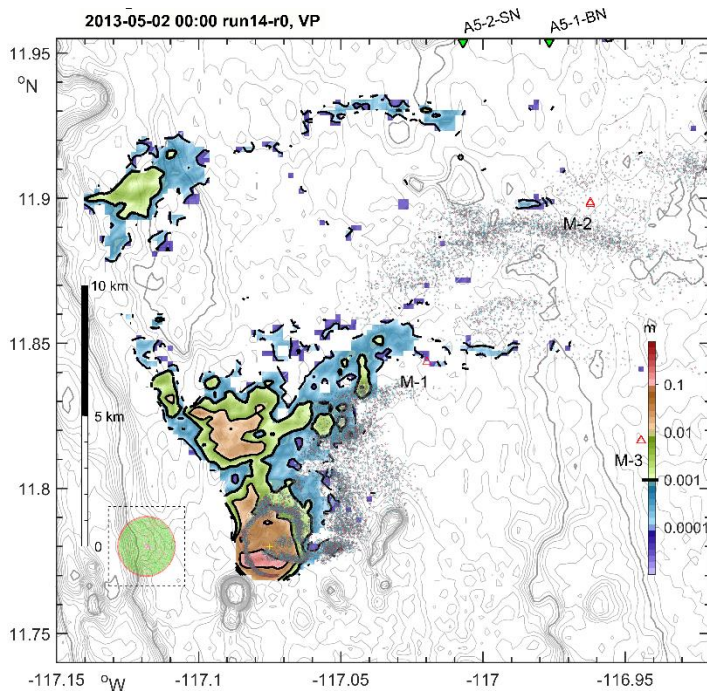 2013-05-02 00:00 run14-r0, VP
A5-2-SN
A5-1-BN
11.95
oN
11.9
M-2
10 km
11.85
m
M-1
0.1
5 km
0.01
M-3
11.8
0.001
0.0001
0
11.75
-117.15
oW
-117.1
-117.05
-117
-116.95